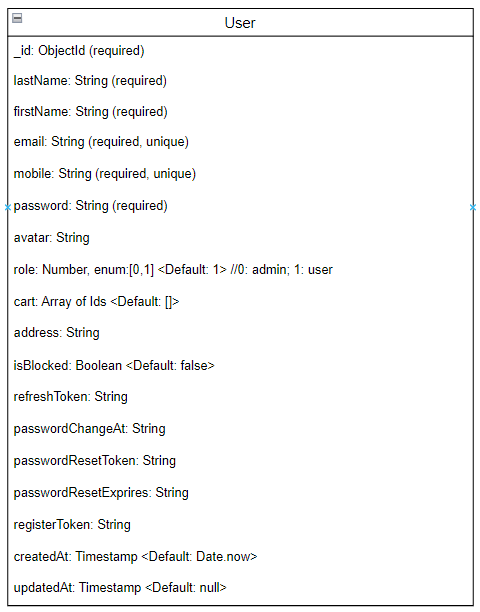 User
_id: ObjectId (required)
lastName: String (required)
firstName: String (required)
email: String (required, unique)
mobile: String (required, unique)
password: String (required)
avatar: String
role: Number, enum:[0,1] <Default: 1> //0: admin; 1: user
cart: Array of Ids <Default: []>
address: String
isBlocked: Boolean <Default: false>
refreshToken: String
passwordChangeAt: String
passwordResetToken: String
passwordResetExprires: String
registerToken: String
createdAt: Timestamp <Default: Date.now>
updatedAt: Timestamp <Default: null>